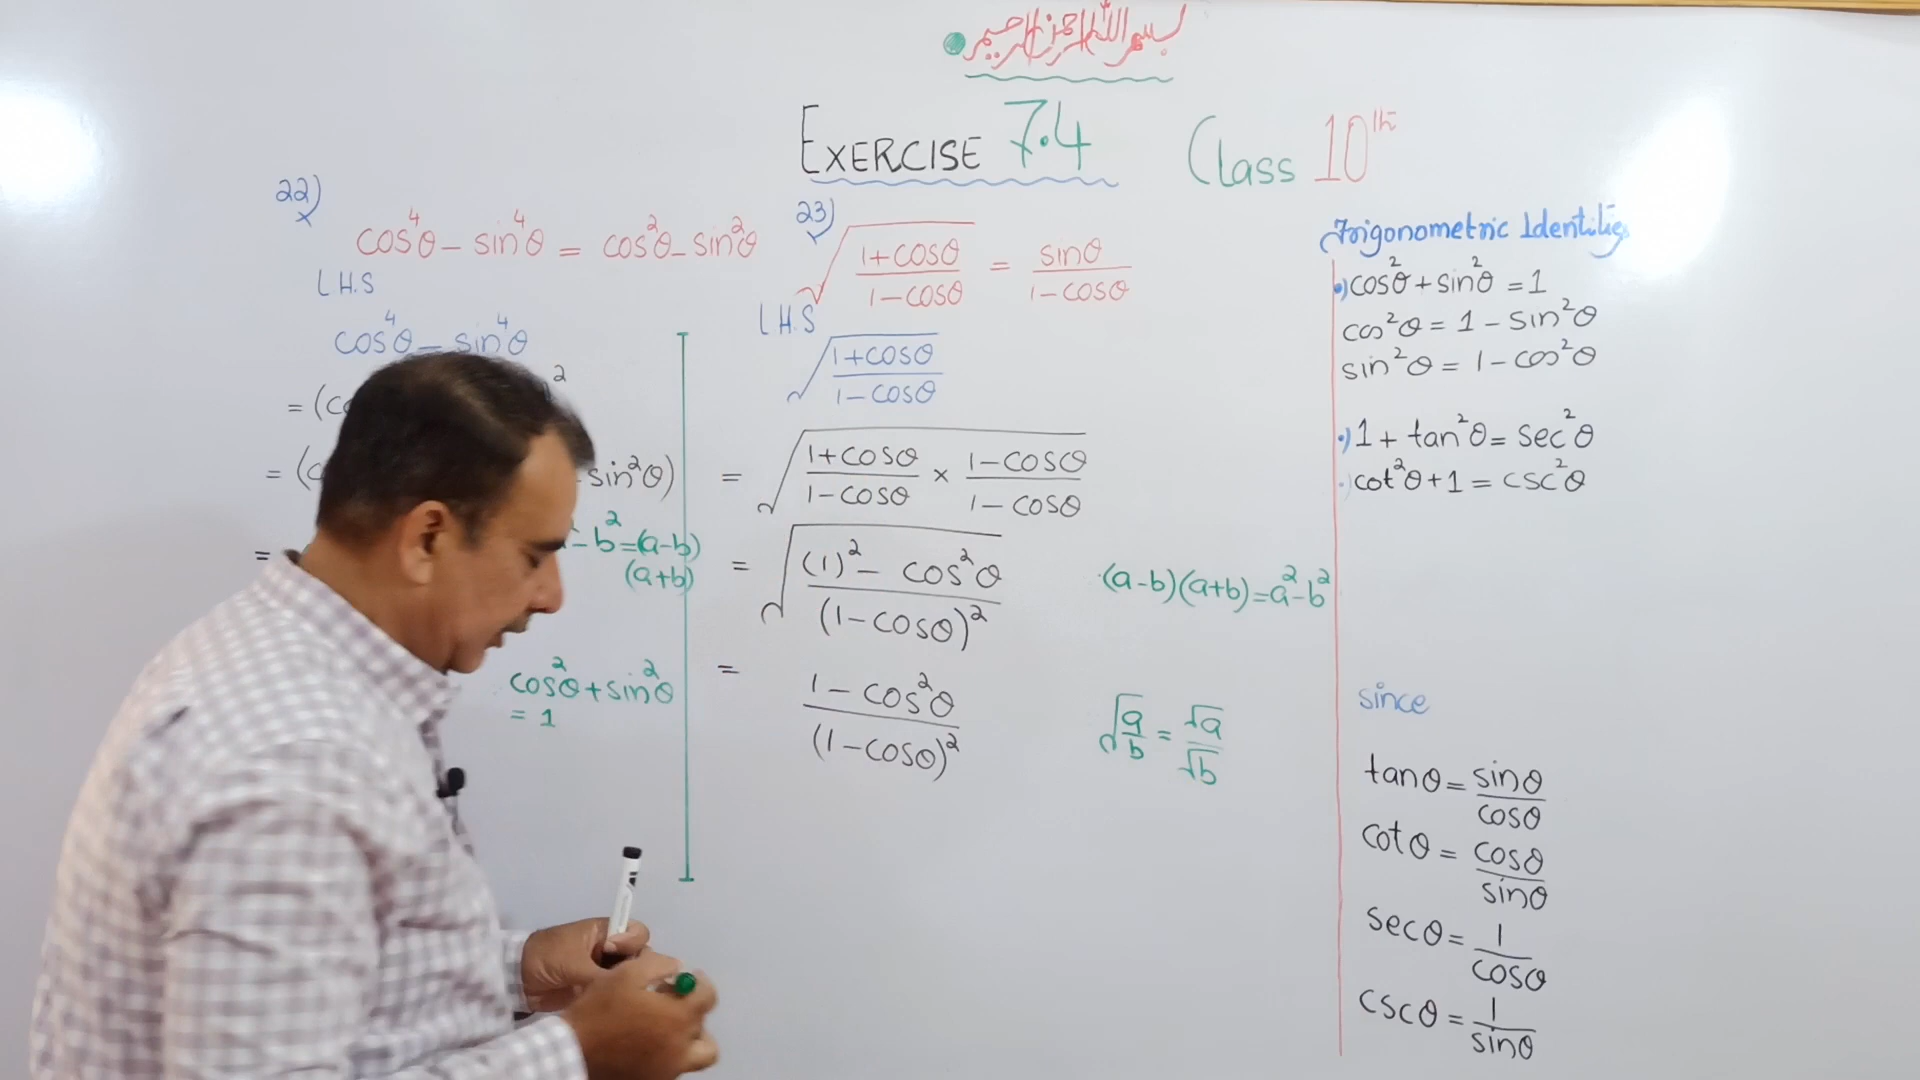 بسم الله الرحمن الرحيم
EXERCISE 7.4 Class 10th
22)
cos⁴θ - sin⁴θ = cos²θ - sin²θ
L.H.S
cos⁴θ - sin⁴θ
= (c )²
= (c sin²θ)
- b² = (a-b)
(a+b)
=
cos²θ + sin²θ
= 1
23)
√((1+cosθ)/(1-cosθ)) = sinθ/(1-cosθ)
L.H.S
√((1+cosθ)/(1-cosθ))
= √((1+cosθ)/(1-cosθ) × (1-cosθ)/(1-cosθ))
= √(((1)² - cos²θ)/(1-cosθ)²)
(a-b)(a+b) = a²-b²
= (1 - cos²θ)/(1-cosθ)²
√(a/b) = √a/√b
Trigonometric Identities
•) cos²θ + sin²θ = 1
cos²θ = 1 - sin²θ
sin²θ = 1 - cos²θ
•) 1 + tan²θ = sec²θ
•) cot²θ + 1 = csc²θ
since
tanθ = sinθ/cosθ
cotθ = cosθ/sinθ
secθ = 1/cosθ
cscθ = 1/sinθ